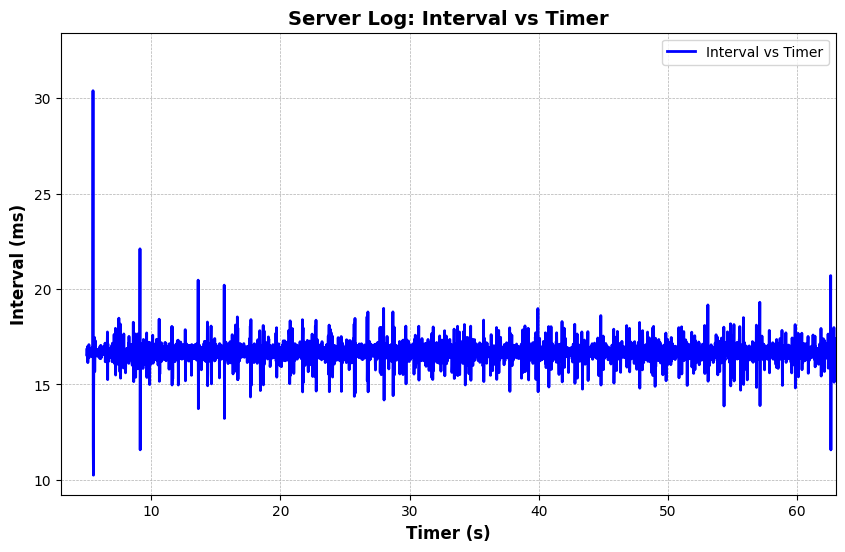 Server Log: Interval vs Timer
Interval vs Timer
30
25
20
15
10
Interval (ms)
10 20 30 40 50 60
Timer (s)